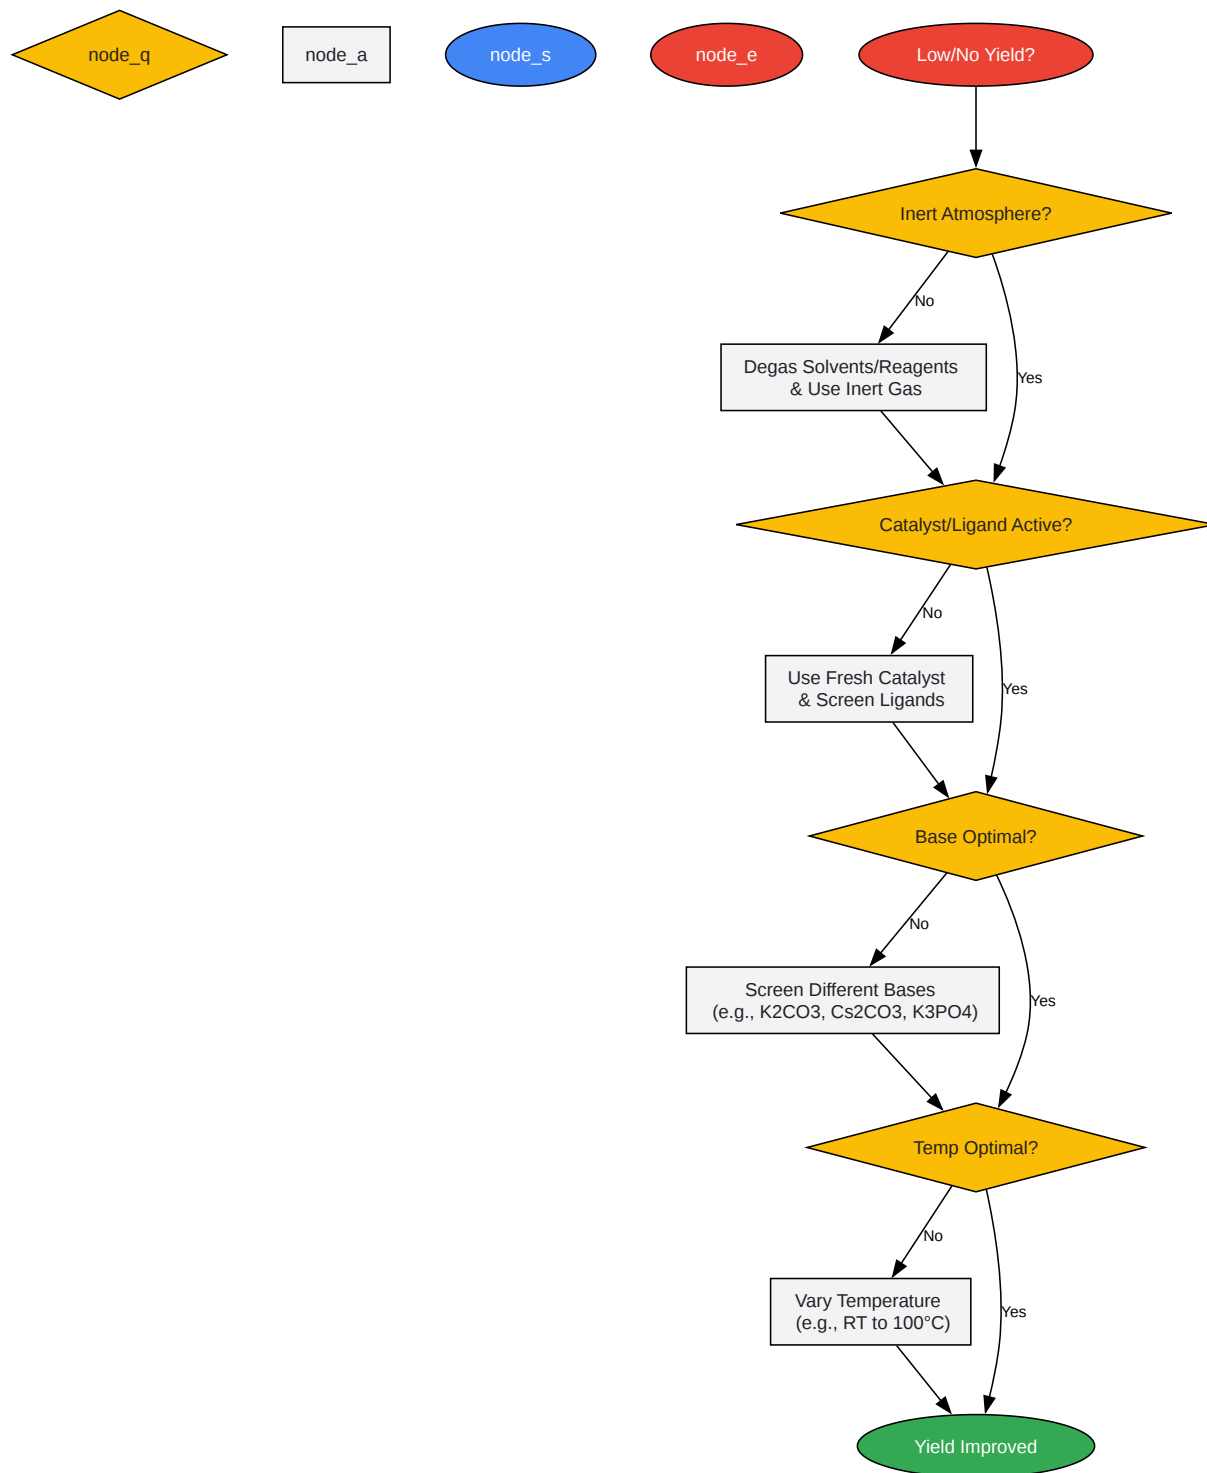 node_q
node_a
node_s
node_e
Low/No Yield?
Inert Atmosphere?
No
Degas Solvents/Reagents
& Use Inert Gas
Yes
Catalyst/Ligand Active?
No
Use Fresh Catalyst
& Screen Ligands
Yes
Base Optimal?
No
Screen Different Bases
(e.g., K2CO3, Cs2CO3, K3PO4)
Yes
Temp Optimal?
No
Vary Temperature
(e.g., RT to 100°C)
Yes
Yield Improved